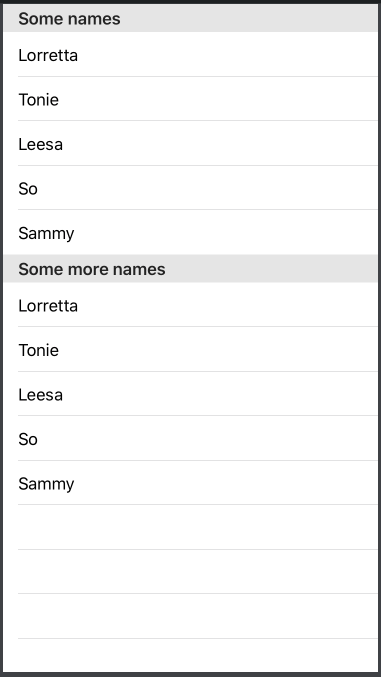 Some names
Lorretta
Tonie
Leesa
So
Sammy
Some more names
Lorretta
Tonie
Leesa
So
Sammy